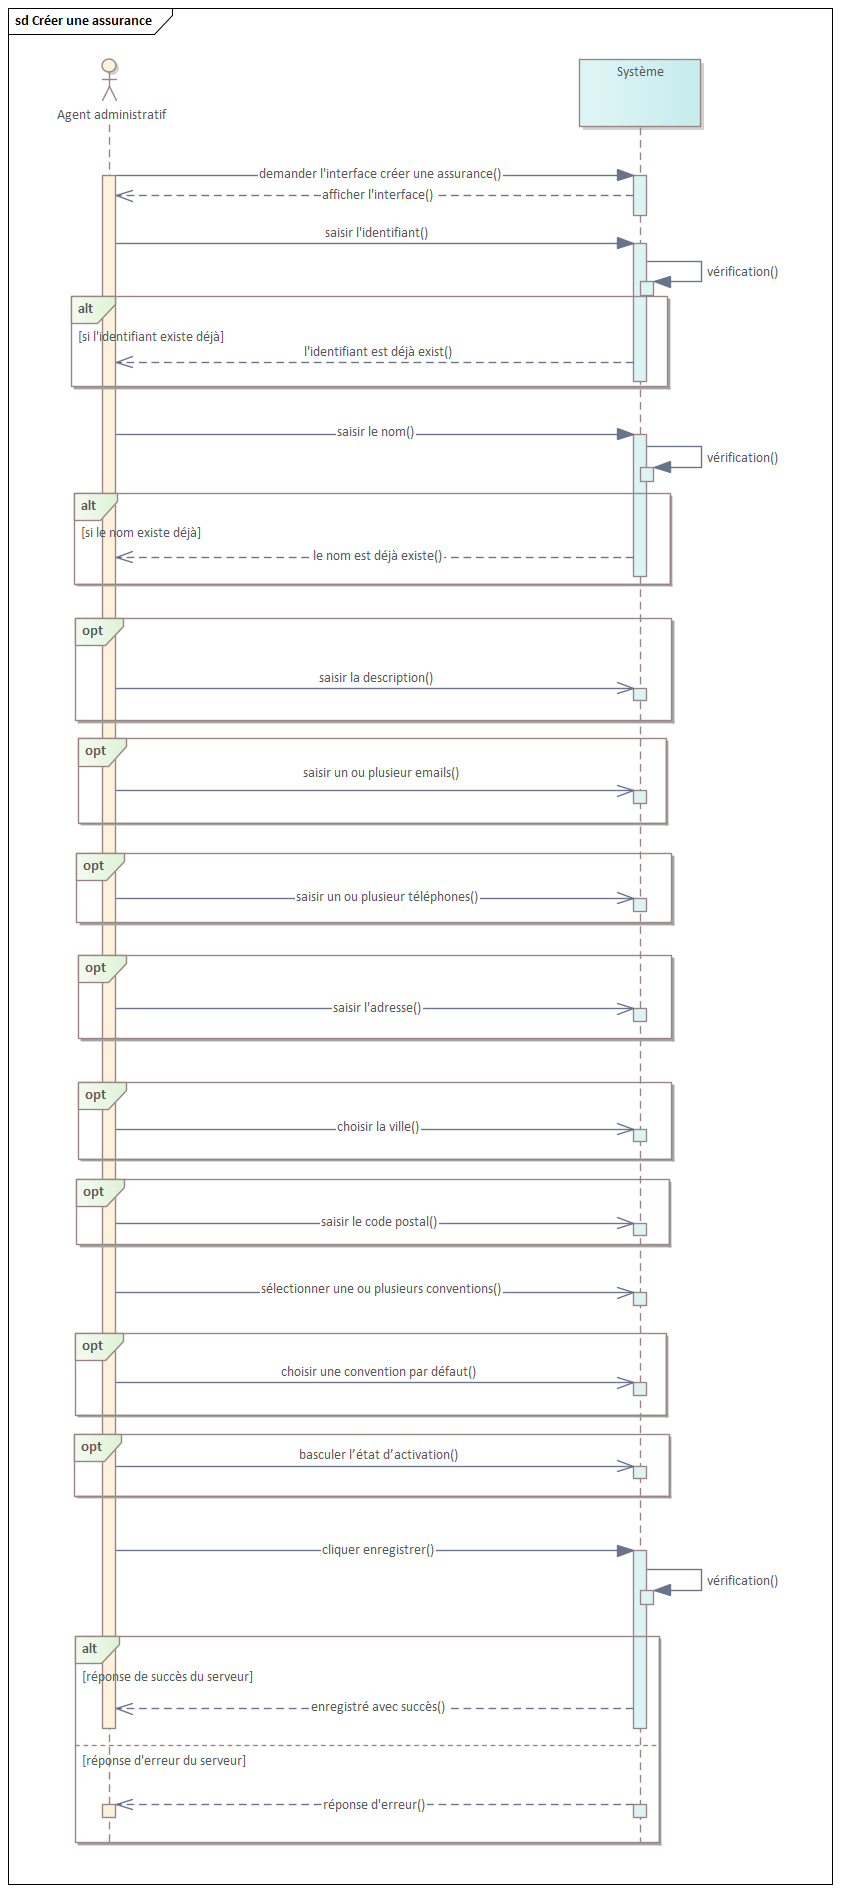 sd Créer une assurance
Système
Agent administratif
demander l'interface créer une assurance()
afficher l'interface()
saisir l'identifiant()
vérification()
alt
[si l'identifiant existe déjà]
l'identifiant est déjà exist()
saisir le nom()
vérification()
alt
[si le nom existe déjà]
le nom est déjà existe()
opt
saisir la description()
opt
saisir un ou plusieur emails()
opt
saisir un ou plusieur téléphones()
opt
saisir l'adresse()
opt
choisir la ville()
opt
saisir le code postal()
sélectionner une ou plusieurs conventions()
opt
choisir une convention par défaut()
opt
basculer l’état d’activation()
cliquer enregistrer()
vérification()
alt
[réponse de succès du serveur]
enregistré avec succès()
[réponse d'erreur du serveur]
réponse d'erreur()